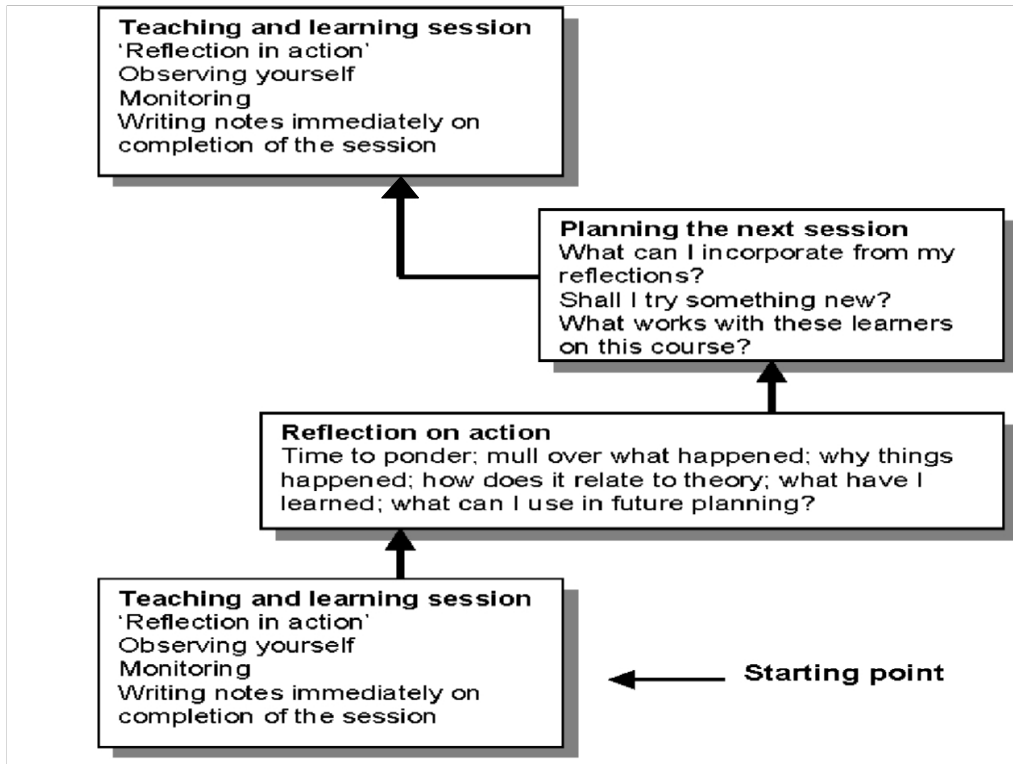 Teaching and learning session
‘Reflection in action’
Observing yourself
Monitoring
Writing notes immediately on
completion of the session
Planning the next session
What can I incorporate from my
reflections?
Shall I try something new?
What works with these learners
on this course?
Reflection on action
Time to ponder; mull over what happened; why things
happened; how does it relate to theory; what have I
learned; what can I use in future planning?
Teaching and learning session
‘Reflection in action’
Observing yourself
Monitoring
Writing notes immediately on
completion of the session
Starting point